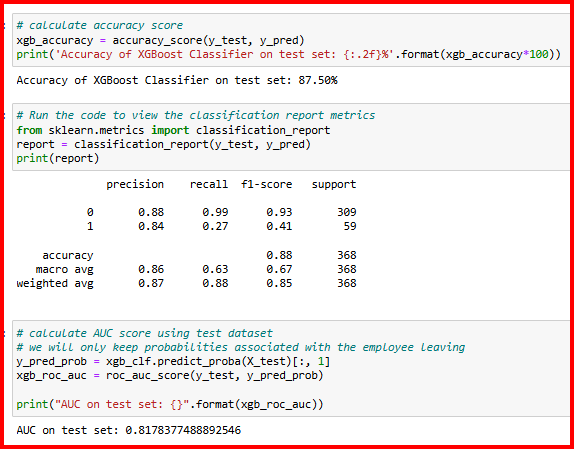 # calculate accuracy score
xgb_accuracy = accuracy_score(y_test, y_pred)
print('Accuracy of XGBoost Classifier on test set: {:.2f}%'.format(xgb_accuracy*100))
Accuracy of XGBoost Classifier on test set: 87.50%
# Run the code to view the classification report metrics
from sklearn.metrics import classification_report
report = classification_report(y_test, y_pred)
print(report)
precision recall f1-score support
0 0.88 0.99 0.93 309
1 0.84 0.27 0.41 59
accuracy 0.88 368
macro avg 0.86 0.63 0.67 368
weighted avg 0.87 0.88 0.85 368
# calculate AUC score using test dataset
# we will only keep probabilities associated with the employee leaving
y_pred_prob = xgb_clf.predict_proba(X_test)[:, 1]
xgb_roc_auc = roc_auc_score(y_test, y_pred_prob)
print("AUC on test set: {}".format(xgb_roc_auc))
AUC on test set: 0.8178377488892546